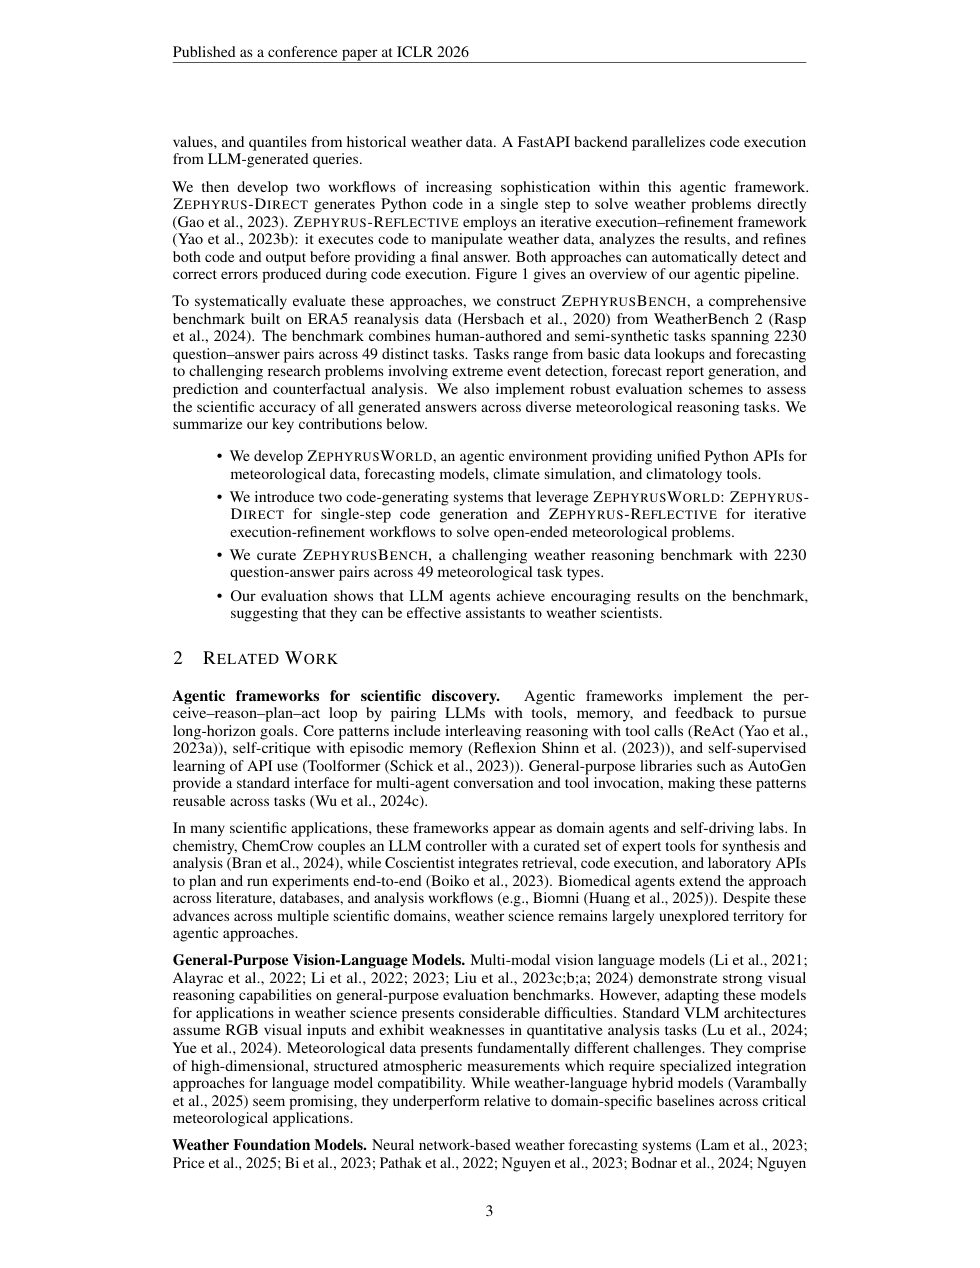 Published as a conference paper at ICLR 2026
values, and quantiles from historical weather data. A FastAPI backend parallelizes code execution
from LLM-generated queries.
We then develop two workflows of increasing sophistication within this agentic framework.
ZEPHYRUS-DIRECT generates Python code in a single step to solve weather problems directly
(Gao et al., 2023). ZEPHYRUS-REFLECTIVE employs an iterative execution–refinement framework
(Yao et al., 2023b): it executes code to manipulate weather data, analyzes the results, and refines
both code and output before providing a final answer. Both approaches can automatically detect and
correct errors produced during code execution. Figure 1 gives an overview of our agentic pipeline.
To systematically evaluate these approaches, we construct ZEPHYRUSBENCH, a comprehensive
benchmark built on ERA5 reanalysis data (Hersbach et al., 2020) from WeatherBench 2 (Rasp
et al., 2024). The benchmark combines human-authored and semi-synthetic tasks spanning 2230
question–answer pairs across 49 distinct tasks. Tasks range from basic data lookups and forecasting
to challenging research problems involving extreme event detection, forecast report generation, and
prediction and counterfactual analysis. We also implement robust evaluation schemes to assess
the scientific accuracy of all generated answers across diverse meteorological reasoning tasks. We
summarize our key contributions below.
• We develop ZEPHYRUSWORLD, an agentic environment providing unified Python APIs for
meteorological data, forecasting models, climate simulation, and climatology tools.
• We introduce two code-generating systems that leverage ZEPHYRUSWORLD: ZEPHYRUS-
DIRECT for single-step code generation and ZEPHYRUS-REFLECTIVE for iterative
execution-refinement workflows to solve open-ended meteorological problems.
• We curate ZEPHYRUSBENCH, a challenging weather reasoning benchmark with 2230
question-answer pairs across 49 meteorological task types.
• Our evaluation shows that LLM agents achieve encouraging results on the benchmark,
suggesting that they can be effective assistants to weather scientists.
2 RELATED WORK
Agentic frameworks for scientific discovery. Agentic frameworks implement the per-
ceive–reason–plan–act loop by pairing LLMs with tools, memory, and feedback to pursue
long-horizon goals. Core patterns include interleaving reasoning with tool calls (ReAct (Yao et al.,
2023a)), self-critique with episodic memory (Reflexion Shinn et al. (2023)), and self-supervised
learning of API use (Toolformer (Schick et al., 2023)). General-purpose libraries such as AutoGen
provide a standard interface for multi-agent conversation and tool invocation, making these patterns
reusable across tasks (Wu et al., 2024c).
In many scientific applications, these frameworks appear as domain agents and self-driving labs. In
chemistry, ChemCrow couples an LLM controller with a curated set of expert tools for synthesis and
analysis (Bran et al., 2024), while Coscientist integrates retrieval, code execution, and laboratory APIs
to plan and run experiments end-to-end (Boiko et al., 2023). Biomedical agents extend the approach
across literature, databases, and analysis workflows (e.g., Biomni (Huang et al., 2025)). Despite these
advances across multiple scientific domains, weather science remains largely unexplored territory for
agentic approaches.
General-Purpose Vision-Language Models. Multi-modal vision language models (Li et al., 2021;
Alayrac et al., 2022; Li et al., 2022; 2023; Liu et al., 2023c;b;a; 2024) demonstrate strong visual
reasoning capabilities on general-purpose evaluation benchmarks. However, adapting these models
for applications in weather science presents considerable difficulties. Standard VLM architectures
assume RGB visual inputs and exhibit weaknesses in quantitative analysis tasks (Lu et al., 2024;
Yue et al., 2024). Meteorological data presents fundamentally different challenges. They comprise
of high-dimensional, structured atmospheric measurements which require specialized integration
approaches for language model compatibility. While weather-language hybrid models (Varambally
et al., 2025) seem promising, they underperform relative to domain-specific baselines across critical
meteorological applications.
Weather Foundation Models. Neural network-based weather forecasting systems (Lam et al., 2023;
Price et al., 2025; Bi et al., 2023; Pathak et al., 2022; Nguyen et al., 2023; Bodnar et al., 2024; Nguyen
3